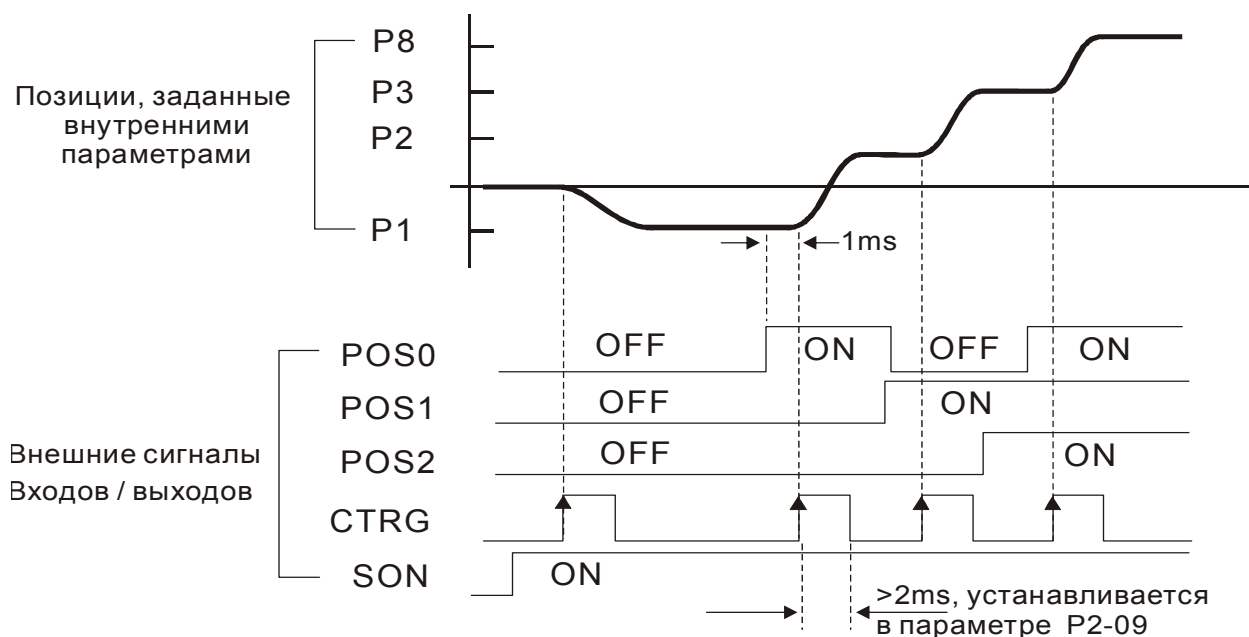 P8
P3
P2
P1
Позиции, заданные
внутренними
параметрами
1ms
POS0 OFF ON OFF ON
POS1 OFF ON
POS2 OFF ON
CTRG
SON ON
Внешние сигналы
Входов / выходов
>2ms, устанавливается
в параметре P2-09